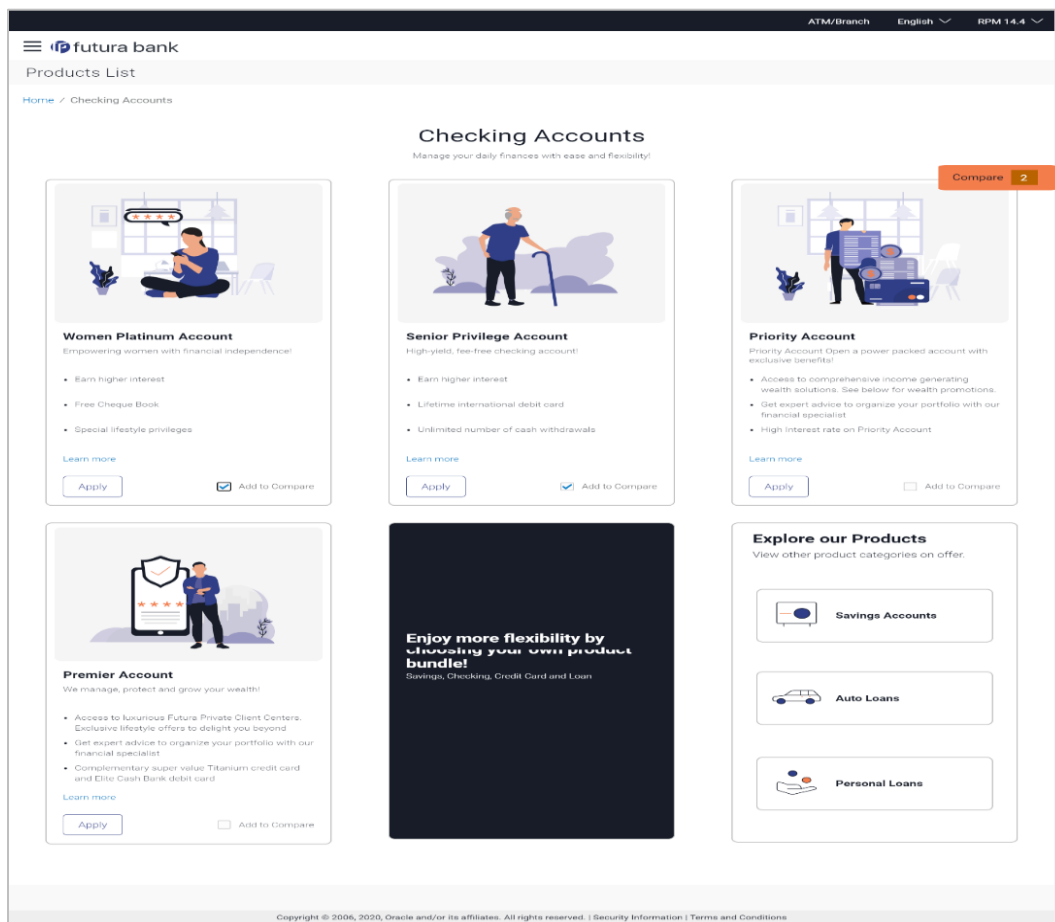 ATM/Branch English RPM 14.4
futura bank
Products List
Home / Checking Accounts
Checking Accounts
Manage your daily finances with ease and flexibility!
Compare 2
Women Platinum Account
Empowering women with financial independence!
• Earn higher interest
• Free Cheque Book
• Special lifestyle privileges
Learn more
Apply Add to Compare
Senior Privilege Account
High-yield, fee-free checking account!
• Earn higher interest
• Lifetime international debit card
• Unlimited number of cash withdrawals
Learn more
Apply Add to Compare
Priority Account
Priority Account Open a power packed account with
exclusive benefits!
• Access to comprehensive income generating
wealth solutions. See below for wealth promotions.
• Get expert advice to organize your portfolio with our
financial specialist
• High Interest rate on Priority Account
Learn more
Apply Add to Compare
Premier Account
We manage, protect and grow your wealth!
• Access to luxurious Futura Private Client Centers.
Exclusive lifestyle offers to delight you beyond
• Get expert advice to organize your portfolio with our
financial specialist
• Complementary super value Titanium credit card
and Elite Cash Bank debit card
Learn more
Apply Add to Compare
Enjoy more flexibility by
choosing your own product
bundle!
Savings, Checking, Credit Card and Loan
Explore our Products
View other product categories on offer.
Savings Accounts
Auto Loans
Personal Loans
Copyright © 2006, 2020, Oracle and/or its affiliates. All rights reserved. | Security Information | Terms and Conditions